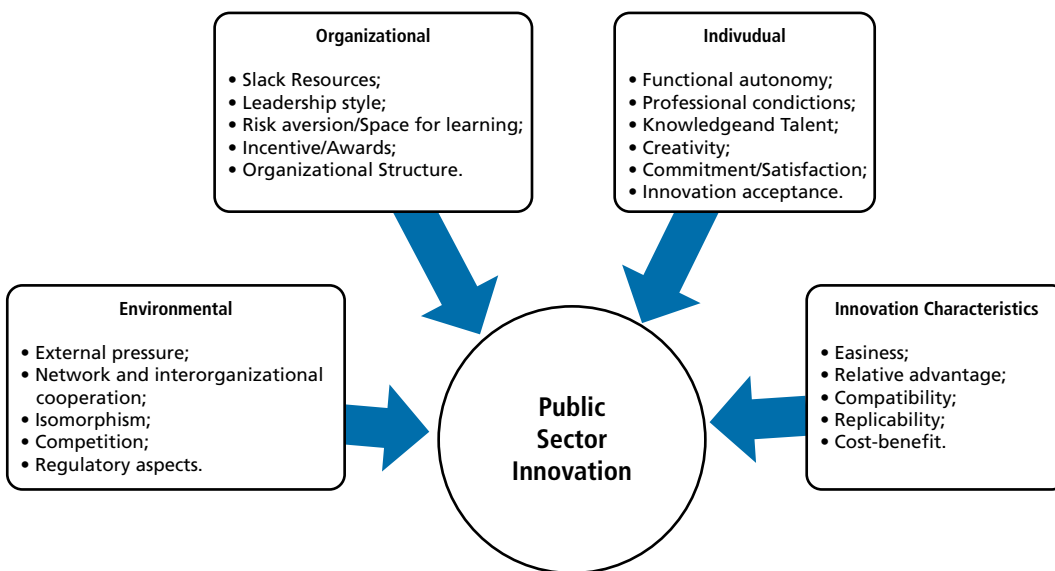 Organizational
• Slack Resources;
• Leadership style;
• Risk aversion/Space for learning;
• Incentive/Awards;
• Organizational Structure.
Indivudual
• Functional autonomy;
• Professional condictions;
• Knowledgeand Talent;
• Creativity;
• Commitment/Satisfaction;
• Innovation acceptance.
Environmental
• External pressure;
• Network and interorganizational
cooperation;
• Isomorphism;
• Competition;
• Regulatory aspects.
Public
Sector
Innovation
Innovation Characteristics
• Easiness;
• Relative advantage;
• Compatibility;
• Replicability;
• Cost-benefit.